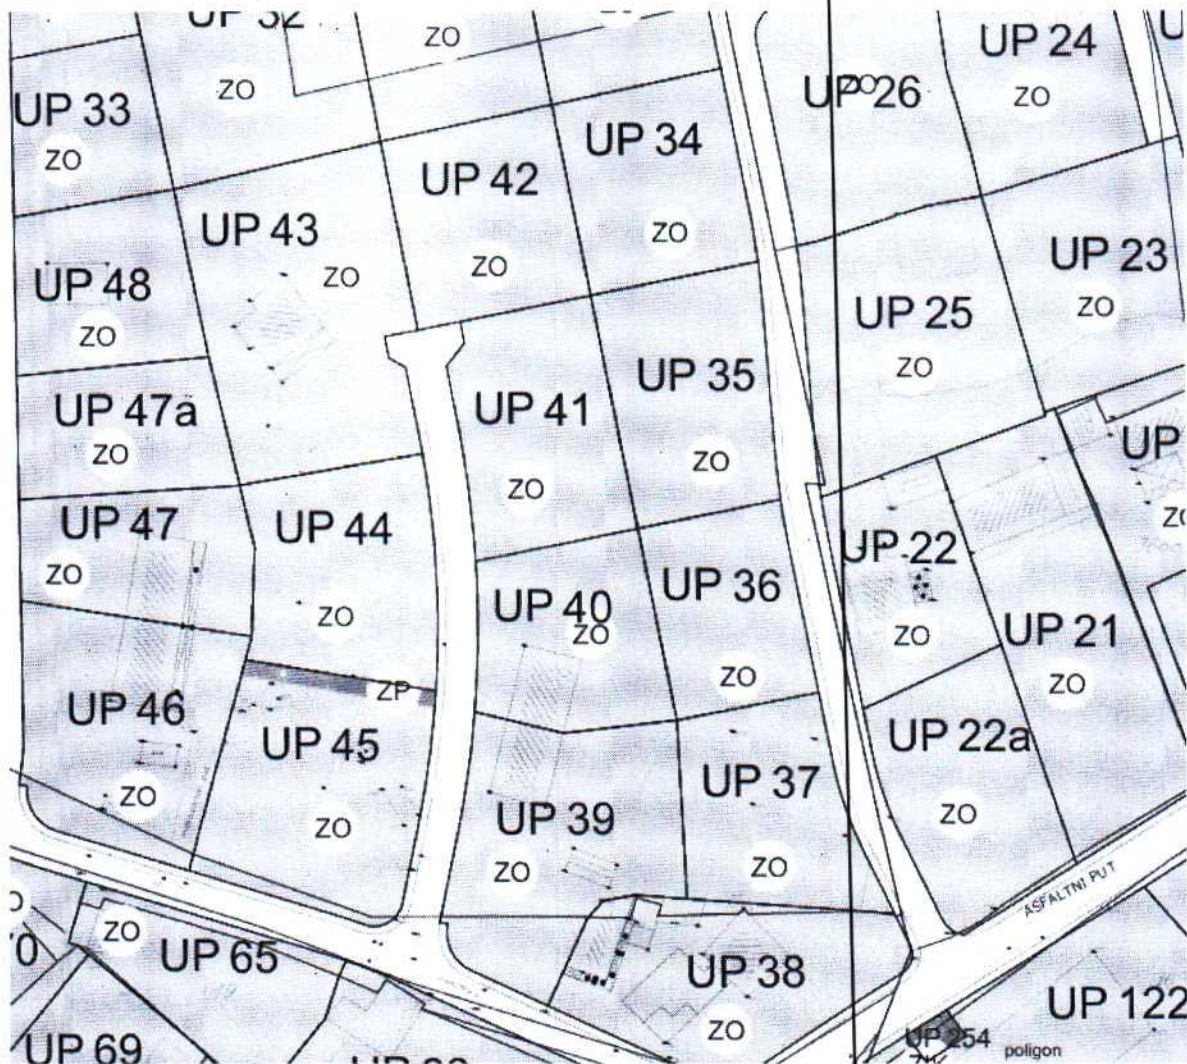 UP 32
ZO
ZO
UP 24
ZO
UP 26
ZO
UP 33
ZO
ZO
UP 34
ZO
UP 42
ZO
UP 43
ZO
UP 23
ZO
UP 48
ZO
UP 25
ZO
UP 35
ZO
UP 41
ZO
UP 47a
ZO
UP
UP 47
ZO
UP 44
ZO
UP 22
ZO
UP 36
ZO
UP 40
ZO
UP 21
ZO
ZP
UP 46
ZO
UP 45
ZO
UP 22a
ZO
UP 37
ZO
UP 39
ZO
ASFALTNI PUT
ZO
UP 65
UP 38
ZO
UP 122
UP 254
poligon
UP 69